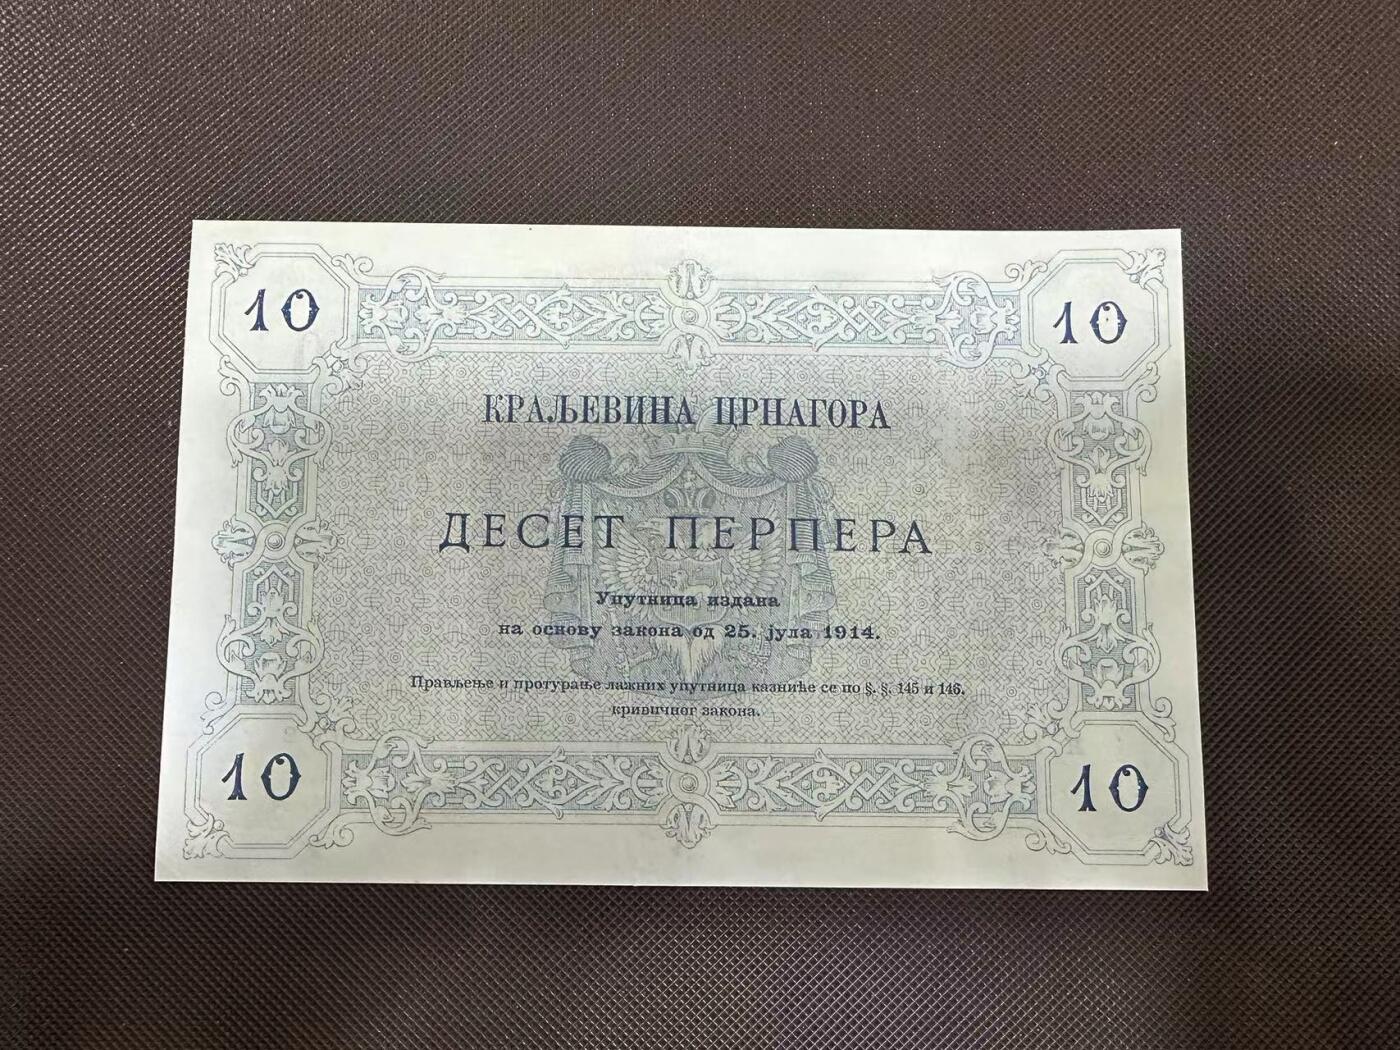 10 10
КРАЉЕВИНА ЦРНАГОРА
ДЕСЕТ ПЕРПЕРА
Упутница издана
на основу закона од 25. јула 1914.
Прављење и протурање лажних упутница казниће се по §. §. 145 и 146.
кривичног закона.
10 10